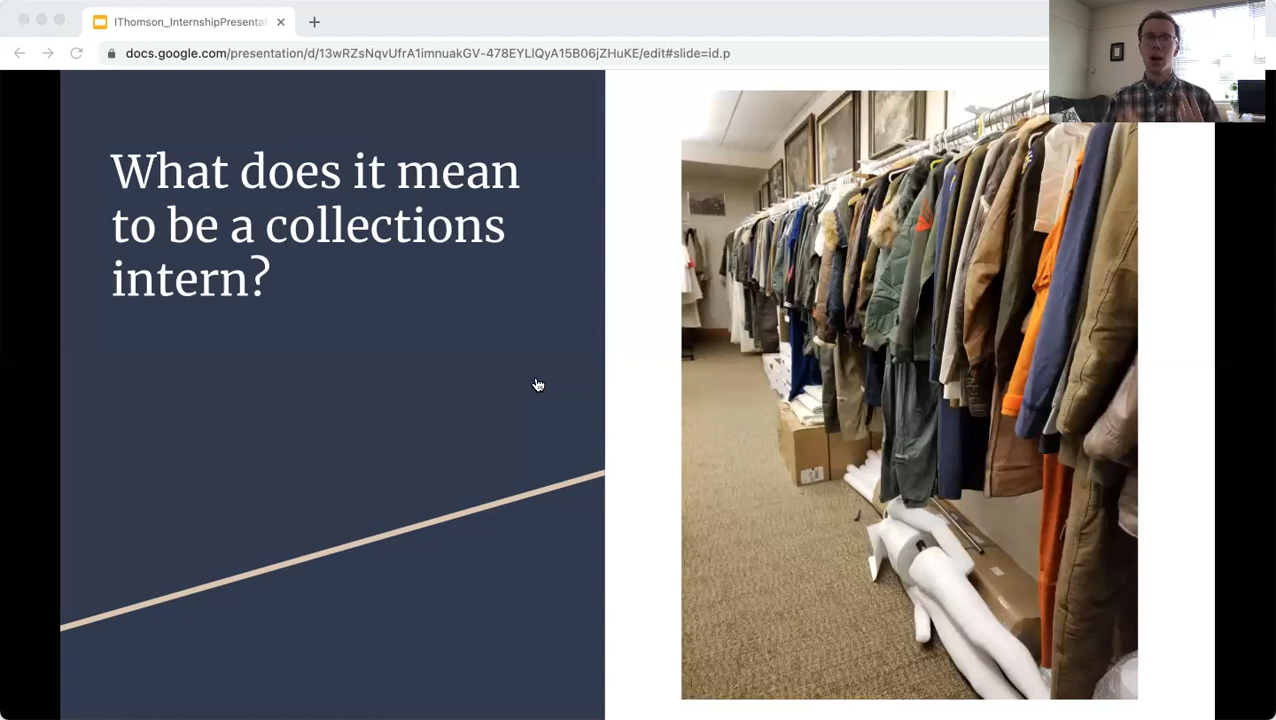 IThomson_InternshipPresenta
docs.google.com/presentation/d/13wRZsNqvUfrA1imnuakGV-478EYLIQyA15B06jZHuKE/edit#slide=id.p
What does it mean
to be a collections
intern?